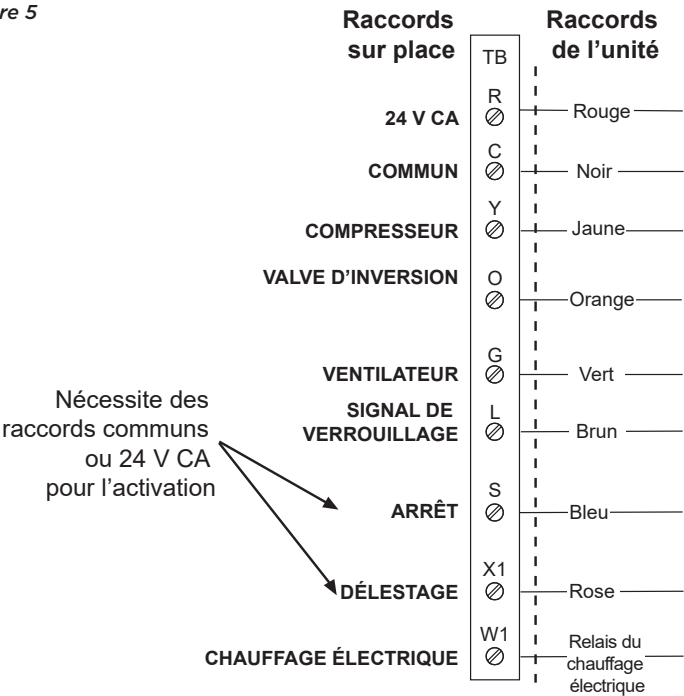 re 5
Raccords
sur place
Raccords
de l'unité
TB
24 V CA
R
Rouge
COMMUN
C
Noir
COMPRESSEUR
Y
Jaune
VALVE D'INVERSION
O
Orange
VENTILATEUR
G
Vert
SIGNAL DE
VERROUILLAGE
L
Brun
Nécessite des
raccords communs
ou 24 V CA
pour l'activation
ARRÊT
S
Bleu
DÉLESTAGE
X1
Rose
CHAUFFAGE ÉLECTRIQUE
W1
Relais du
chauffage
électrique